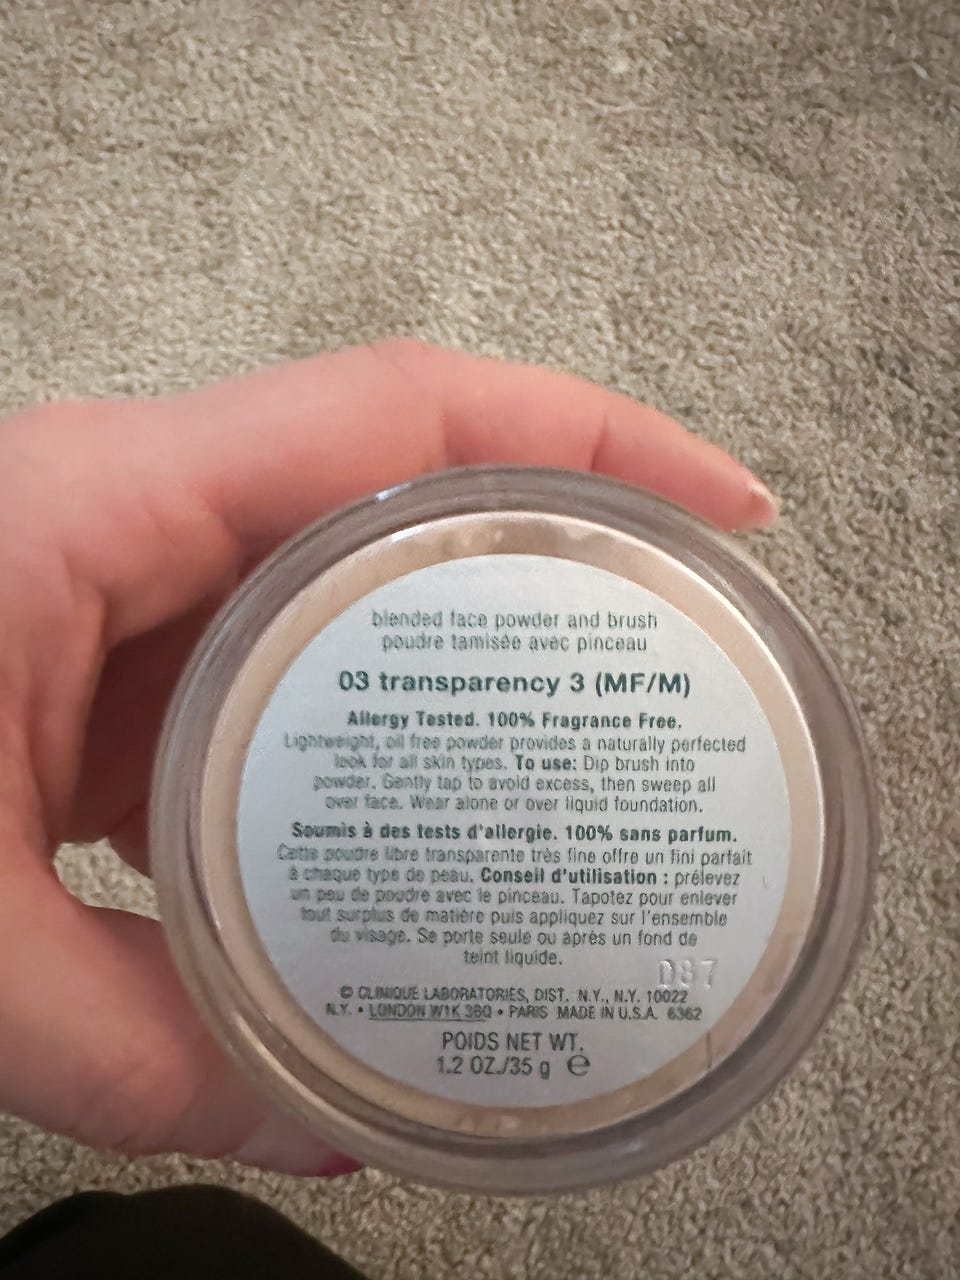 blended face powder and brush
poudre tamisée avec pinceau
03 transparency 3 (MF/M)
Allergy Tested. 100% Fragrance Free.
Lightweight, oil free powder provides a naturally perfected
look for all skin types. To use: Dip brush into
powder. Gently tap to avoid excess, then sweep all
over face. Wear alone or over liquid foundation.
Soumis à des tests d'allergie. 100% sans parfum.
Cette poudre libre transparente très fine offre un fini parfait
à chaque type de peau. Conseil d'utilisation : prélevez
un peu de poudre avec le pinceau. Tapotez pour enlever
tout surplus de matière puis appliquez sur l'ensemble
du visage. Se porte seule ou après un fond de
teint liquide.
D87
© CLINIQUE LABORATORIES, DIST. N.Y., N.Y. 10022
N.Y. • LONDON W1K 3BQ • PARIS MADE IN U.S.A. 6362
POIDS NET WT.
1.2 OZ./35 g ℮